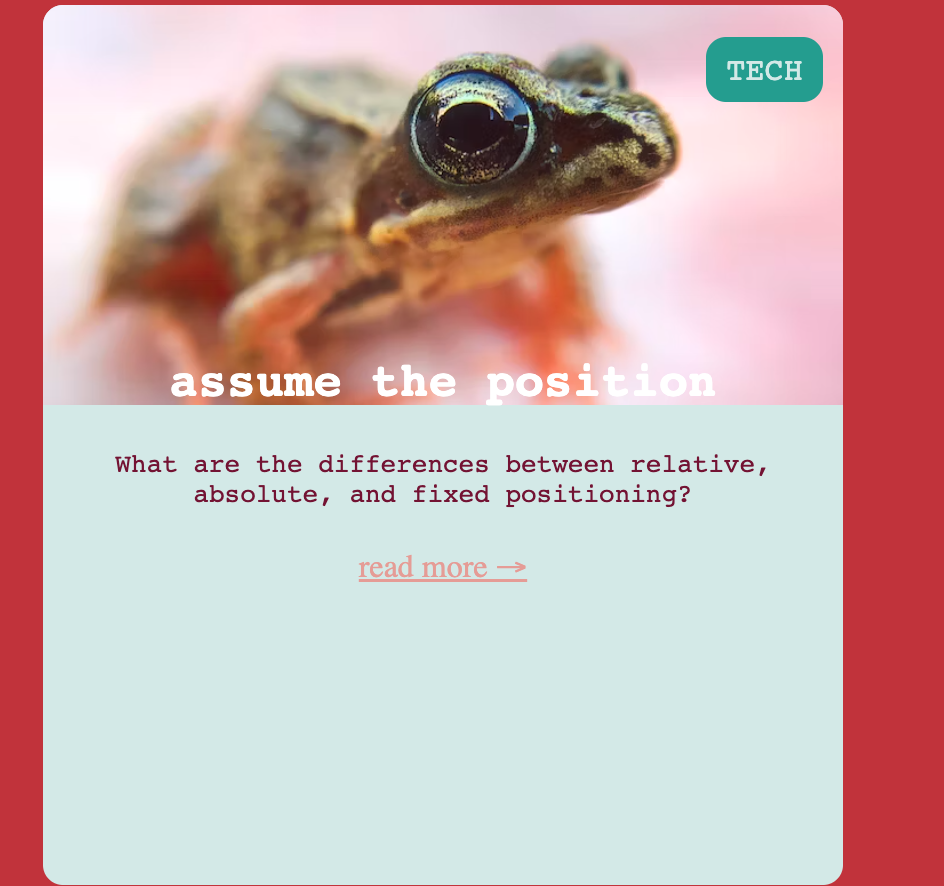 TECH
assume the position
What are the differences between relative,
absolute, and fixed positioning?
read more →